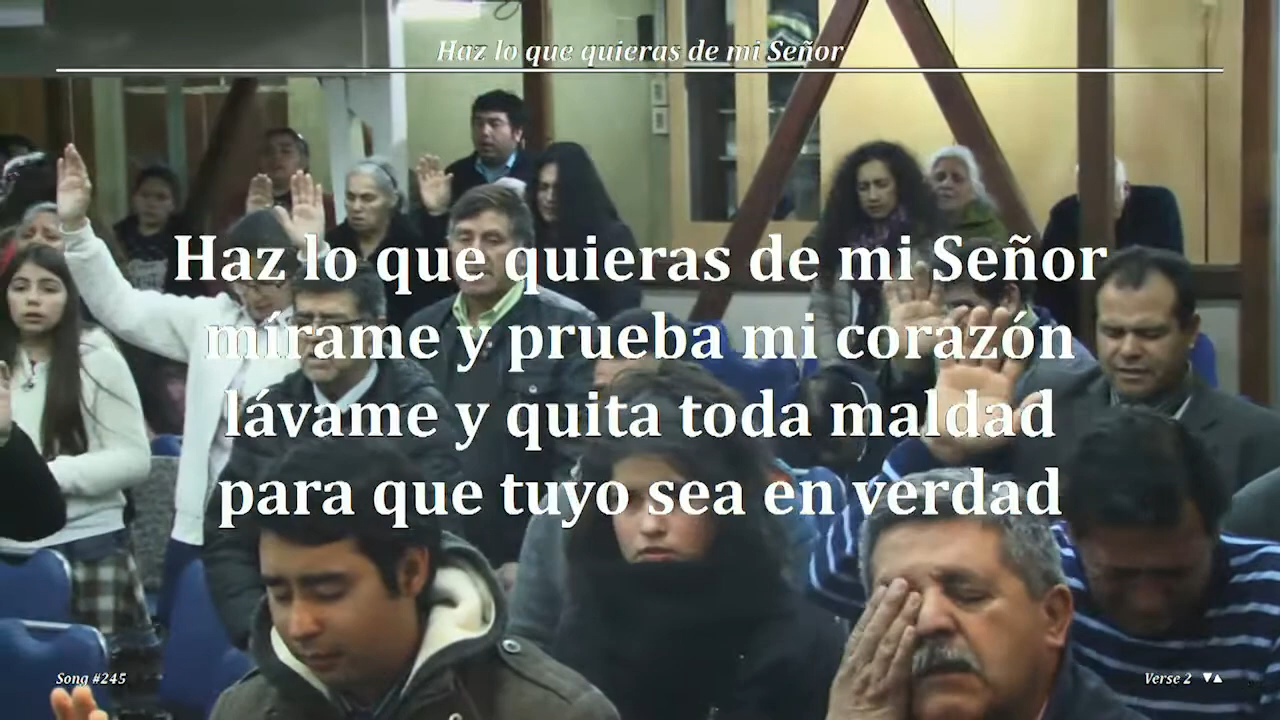 Haz lo que quieras de mi Señor
Haz lo que quieras de mi Señor
mírame y prueba mi corazón
lávame y quita toda maldad
para que tuyo sea en verdad
Song #245
Verse 2 ▼▲